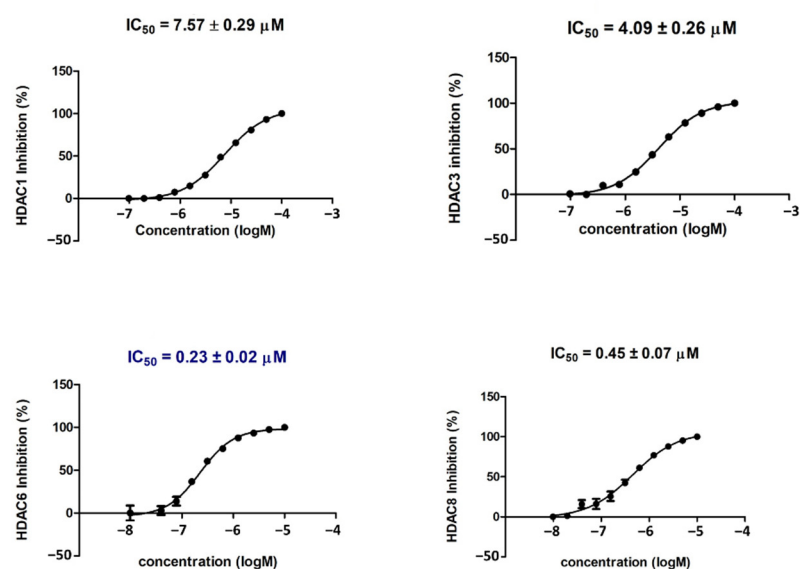 IC50 = 7.57 ± 0.29 μM
HDAC1 Inhibition (%)
150
100
50
0
−50
−7 −6 −5 −4 −3
Concentration (logM)
IC50 = 4.09 ± 0.26 μM
HDAC3 inhibition (%)
150
100
50
0
−50
−7 −6 −5 −4 −3
concentration (logM)
IC50 = 0.23 ± 0.02 μM
HDAC6 Inhibition (%)
150
100
50
0
−50
−8 −7 −6 −5 −4
concentration (logM)
IC50 = 0.45 ± 0.07 μM
HDAC8 Inhibition (%)
150
100
50
0
−50
−8 −7 −6 −5 −4
concentration (logM)